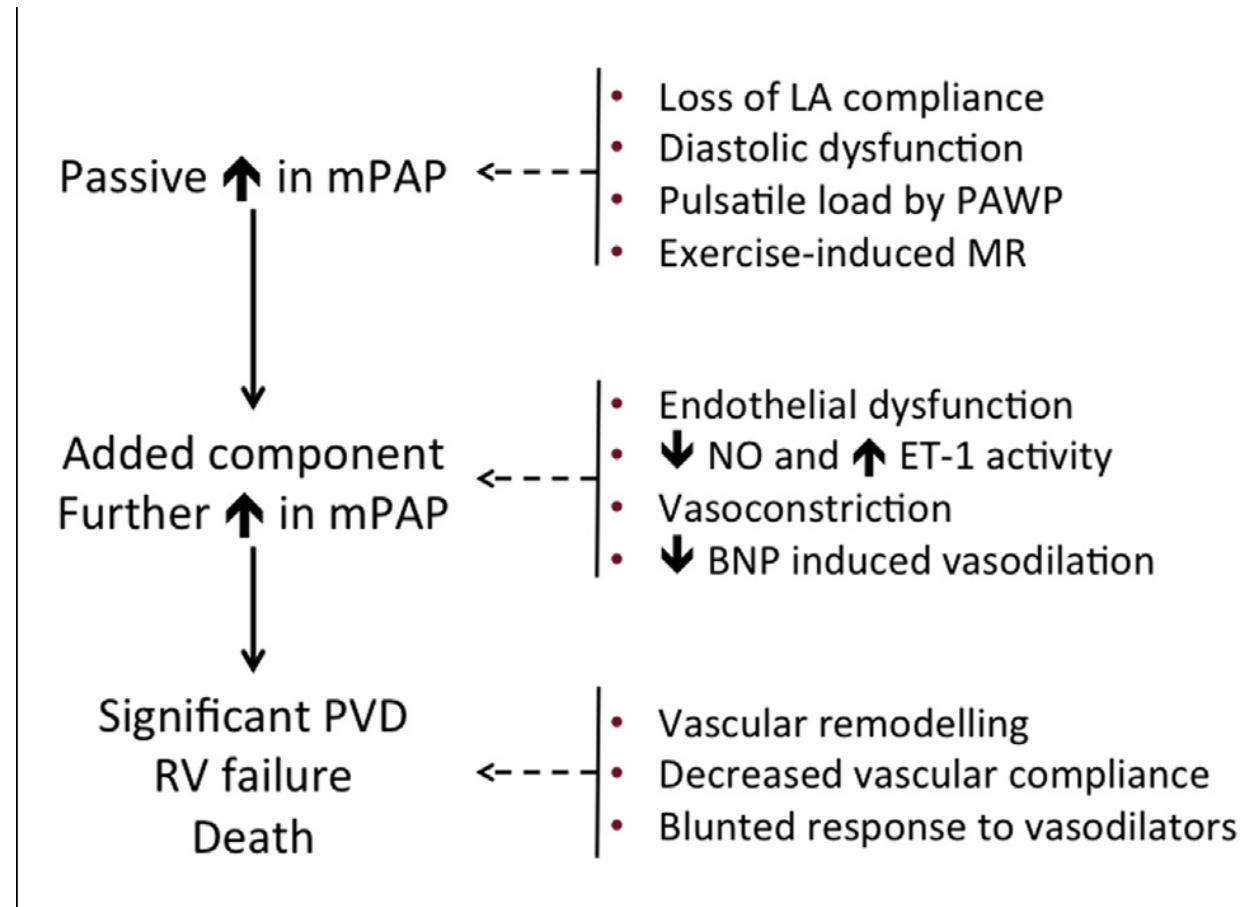 Passive ↑ in mPAP
• Loss of LA compliance
• Diastolic dysfunction
• Pulsatile load by PAWP
• Exercise-induced MR
Added component
Further ↑ in mPAP
• Endothelial dysfunction
• ↓ NO and ↑ ET-1 activity
• Vasoconstriction
• ↓ BNP induced vasodilation
Significant PVD
RV failure
Death
• Vascular remodelling
• Decreased vascular compliance
• Blunted response to vasodilators